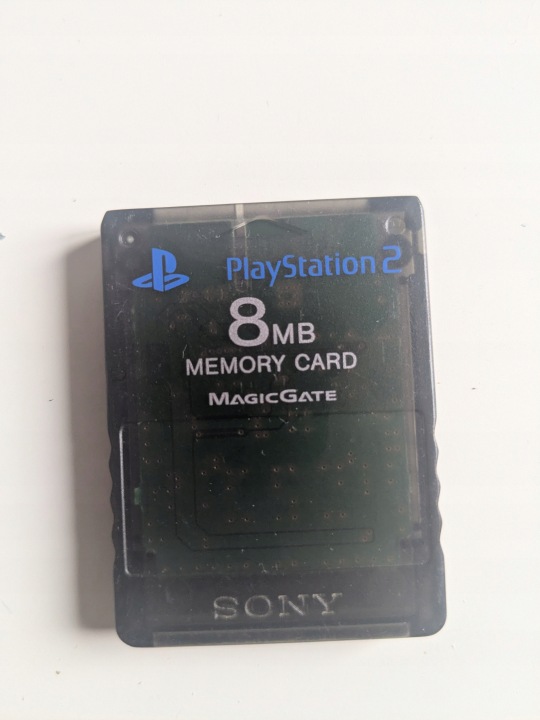 PlayStation 2
8MB
MEMORY CARD
MAGICGATE
SONY